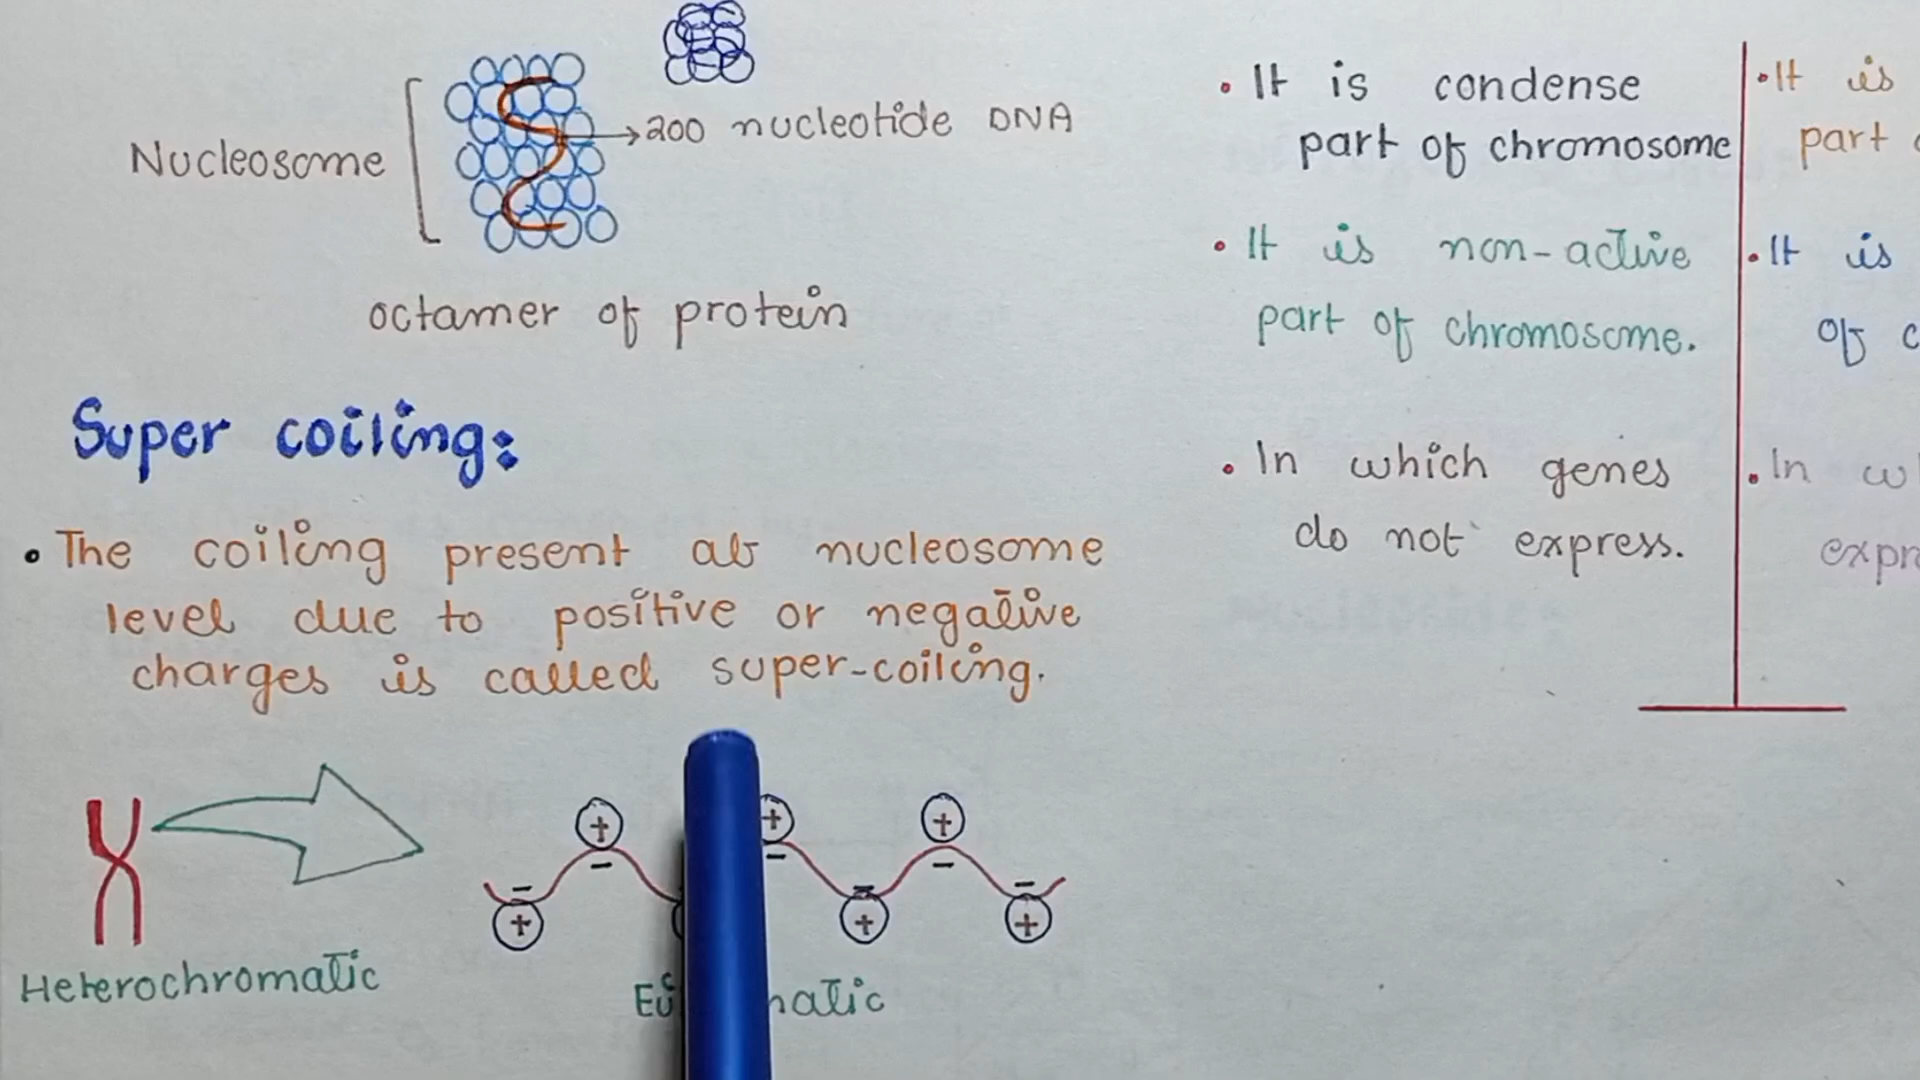 Nucleosome
→200 nucleotide DNA
octamer of protein
Super coiling:
• The coiling present at nucleosome
level due to positive or negative
charges is called super-coiling.
+ + +
- - -
- - -
+ + +
Heterochromatic
• It is condense
part of chromosome
• It is non-active
part of chromosome.
• In which genes
do not express.
• It is
part
• It is
of
• In